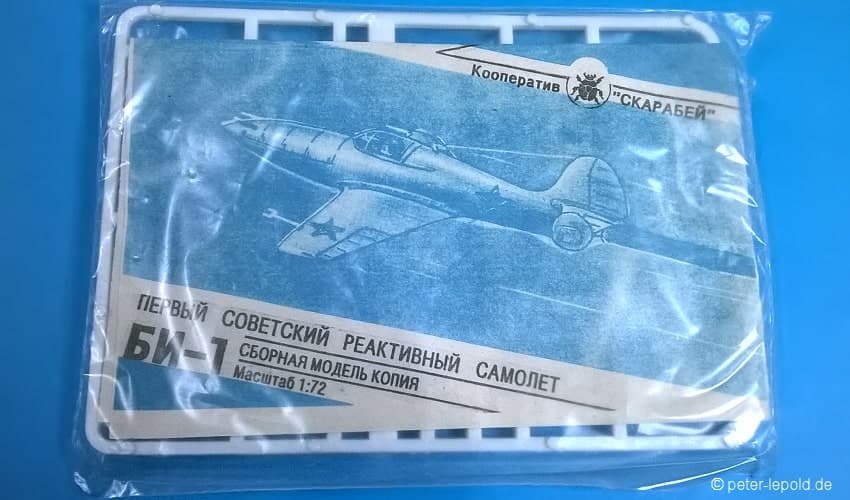 Кооператив "СКАРАБЕЙ"
ПЕРВЫЙ СОВЕТСКИЙ РЕАКТИВНЫЙ САМОЛЕТ
БИ-1
СБОРНАЯ МОДЕЛЬ КОПИЯ
Масштаб 1:72
© peter-lepold de